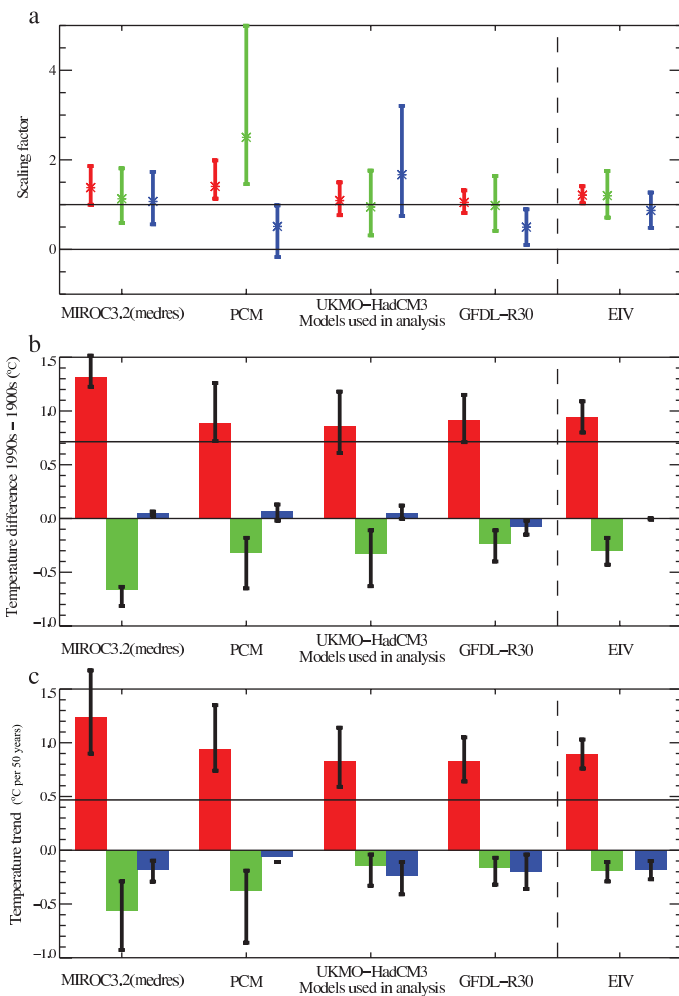 a
4
2
1
0
Scaling factor
MIROC3.2(medres)
PCM
UKMO−HadCM3
Models used in analysis
GFDL−R30
EIV
b
1.5
1.0
0.5
0.0
−0.5
−1.0
Temperature difference 1990s − 1900s (°C)
MIROC3.2(medres)
PCM
UKMO−HadCM3
Models used in analysis
GFDL−R30
EIV
c
1.5
1.0
0.5
0.0
−0.5
−1.0
Temperature trend (°C per 50 years)
MIROC3.2(medres)
PCM
UKMO−HadCM3
Models used in analysis
GFDL−R30
EIV